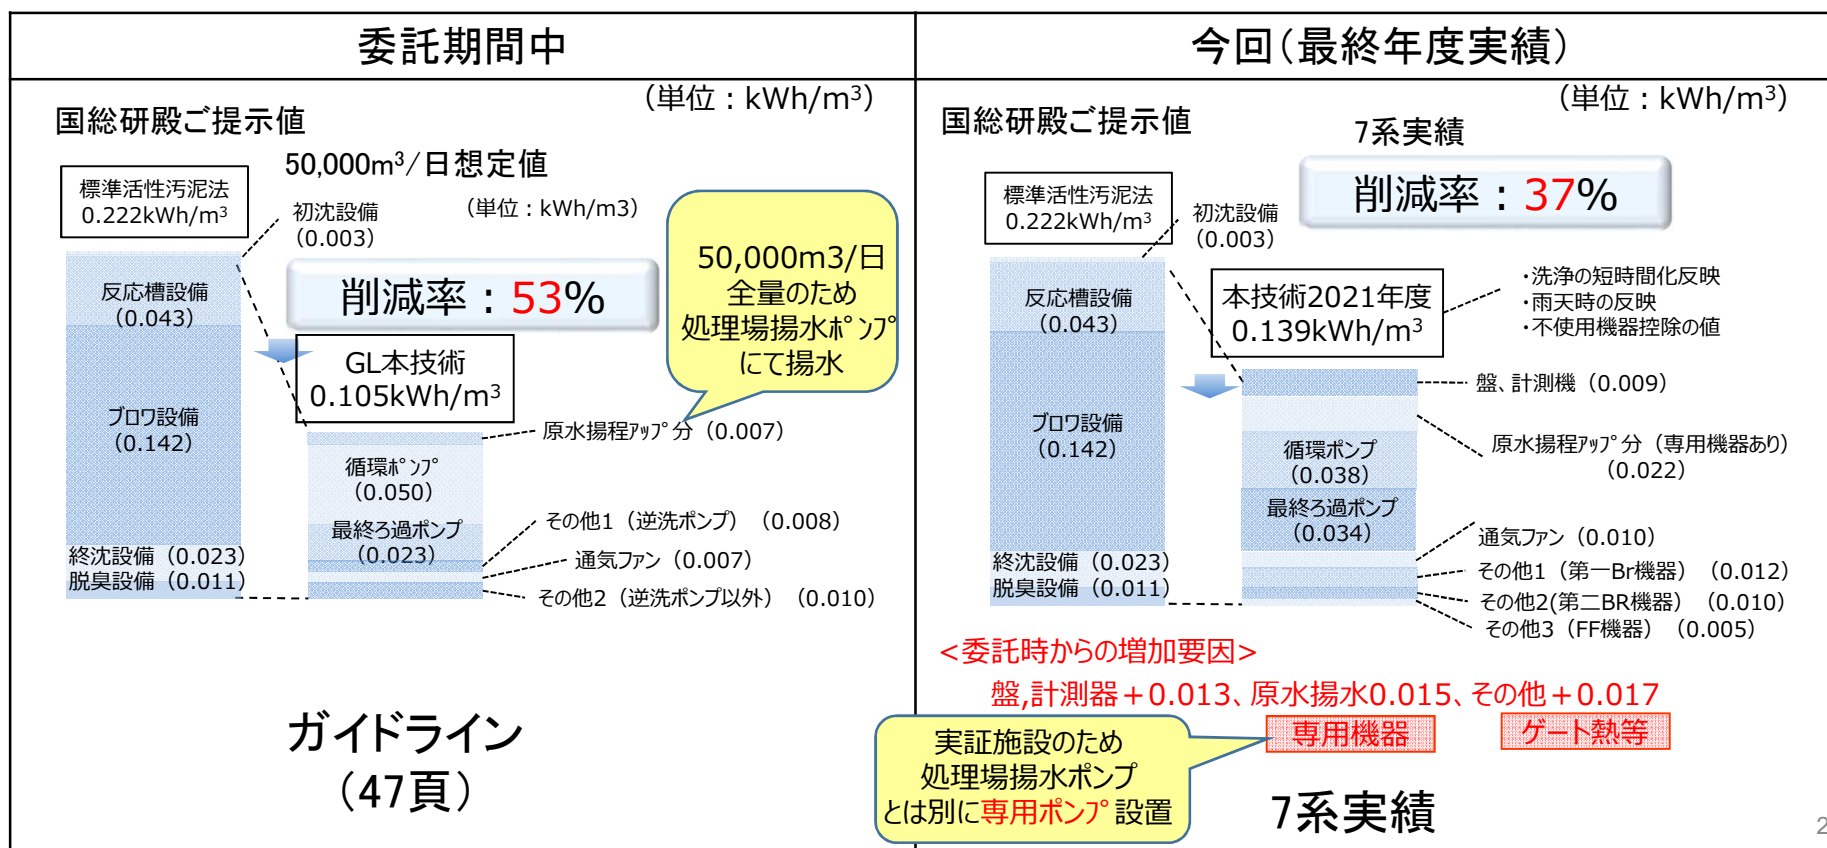 委託期間中
（単位：kWh/m³）
国総研殿ご提示値
50,000m³/日想定値
標準活性汚泥法
0.222kWh/m³
初沈設備
（0.003）
（単位：kWh/m3）
削減率：53%
反応槽設備
（0.043）
GL本技術
0.105kWh/m³
ブロワ設備
（0.142）
終沈設備（0.023）
脱臭設備（0.011）
50,000m3/日
全量のため
処理場揚水ﾎﾟﾝﾌﾟ
にて揚水
原水揚程ｱｯﾌﾟ分（0.007）
循環ﾎﾟﾝﾌﾟ
（0.050）
最終ろ過ポンプ
（0.023）
その他1（逆洗ポンプ）（0.008）
通気ファン（0.007）
その他2（逆洗ポンプ以外）（0.010）
ガイドライン
（47頁）
今回（最終年度実績）
（単位：kWh/m³）
国総研殿ご提示値
7系実績
削減率：37%
標準活性汚泥法
0.222kWh/m³
初沈設備
（0.003）
反応槽設備
（0.043）
本技術2021年度
0.139kWh/m³
・洗浄の短時間化反映
・雨天時の反映
・不使用機器控除の値
ブロワ設備
（0.142）
終沈設備（0.023）
脱臭設備（0.011）
盤、計測機（0.009）
原水揚程ｱｯﾌﾟ分（専用機器あり）
（0.022）
循環ポンプ
（0.038）
最終ろ過ポンプ
（0.034）
通気ファン（0.010）
その他1（第一Br機器）（0.012）
その他2(第二BR機器）（0.010）
その他3（FF機器）（0.005）
<委託時からの増加要因>
盤,計測器＋0.013、原水揚水0.015、その他＋0.017
専用機器
ゲート熱等
実証施設のため
処理場揚水ポンプ
とは別に専用ﾎﾟﾝﾌﾟ設置
7系実績
2